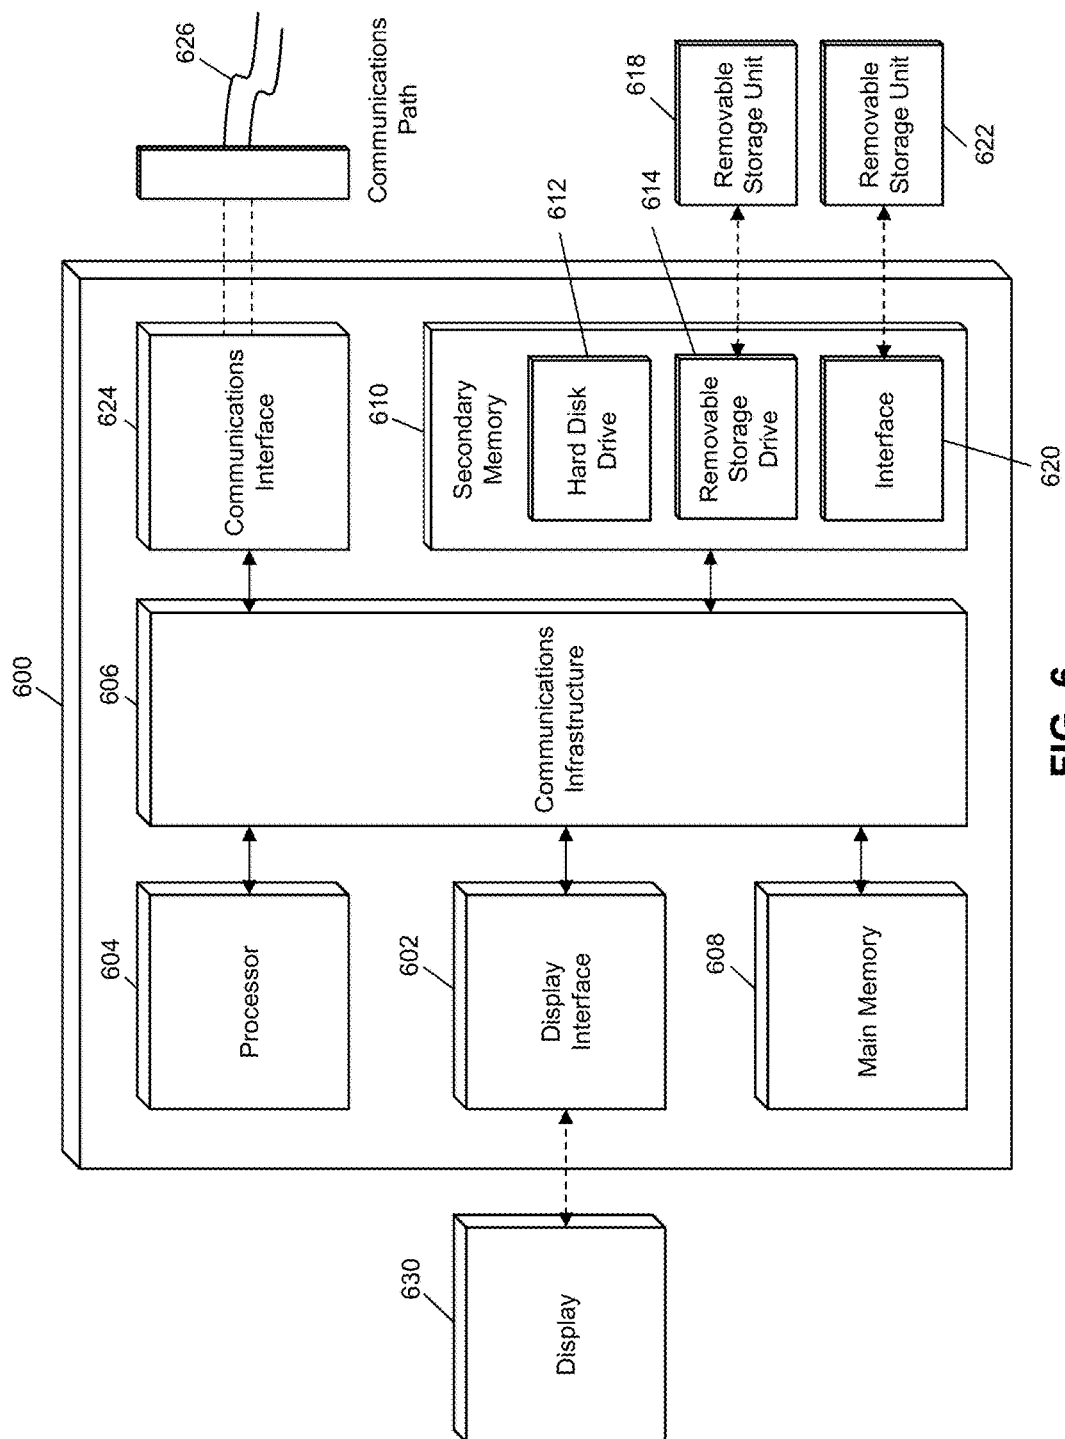 600
604
Processor
606
624
Communications
Interface
626
Communications
Path
630
Display
602
Display
Interface
Communications
Infrastructure
608
Main Memory
610
Secondary
Memory
612
Hard Disk
Drive
614
Removable
Storage
Drive
618
Removable
Storage Unit
Interface
620
Removable
Storage Unit
622
FIG. 6